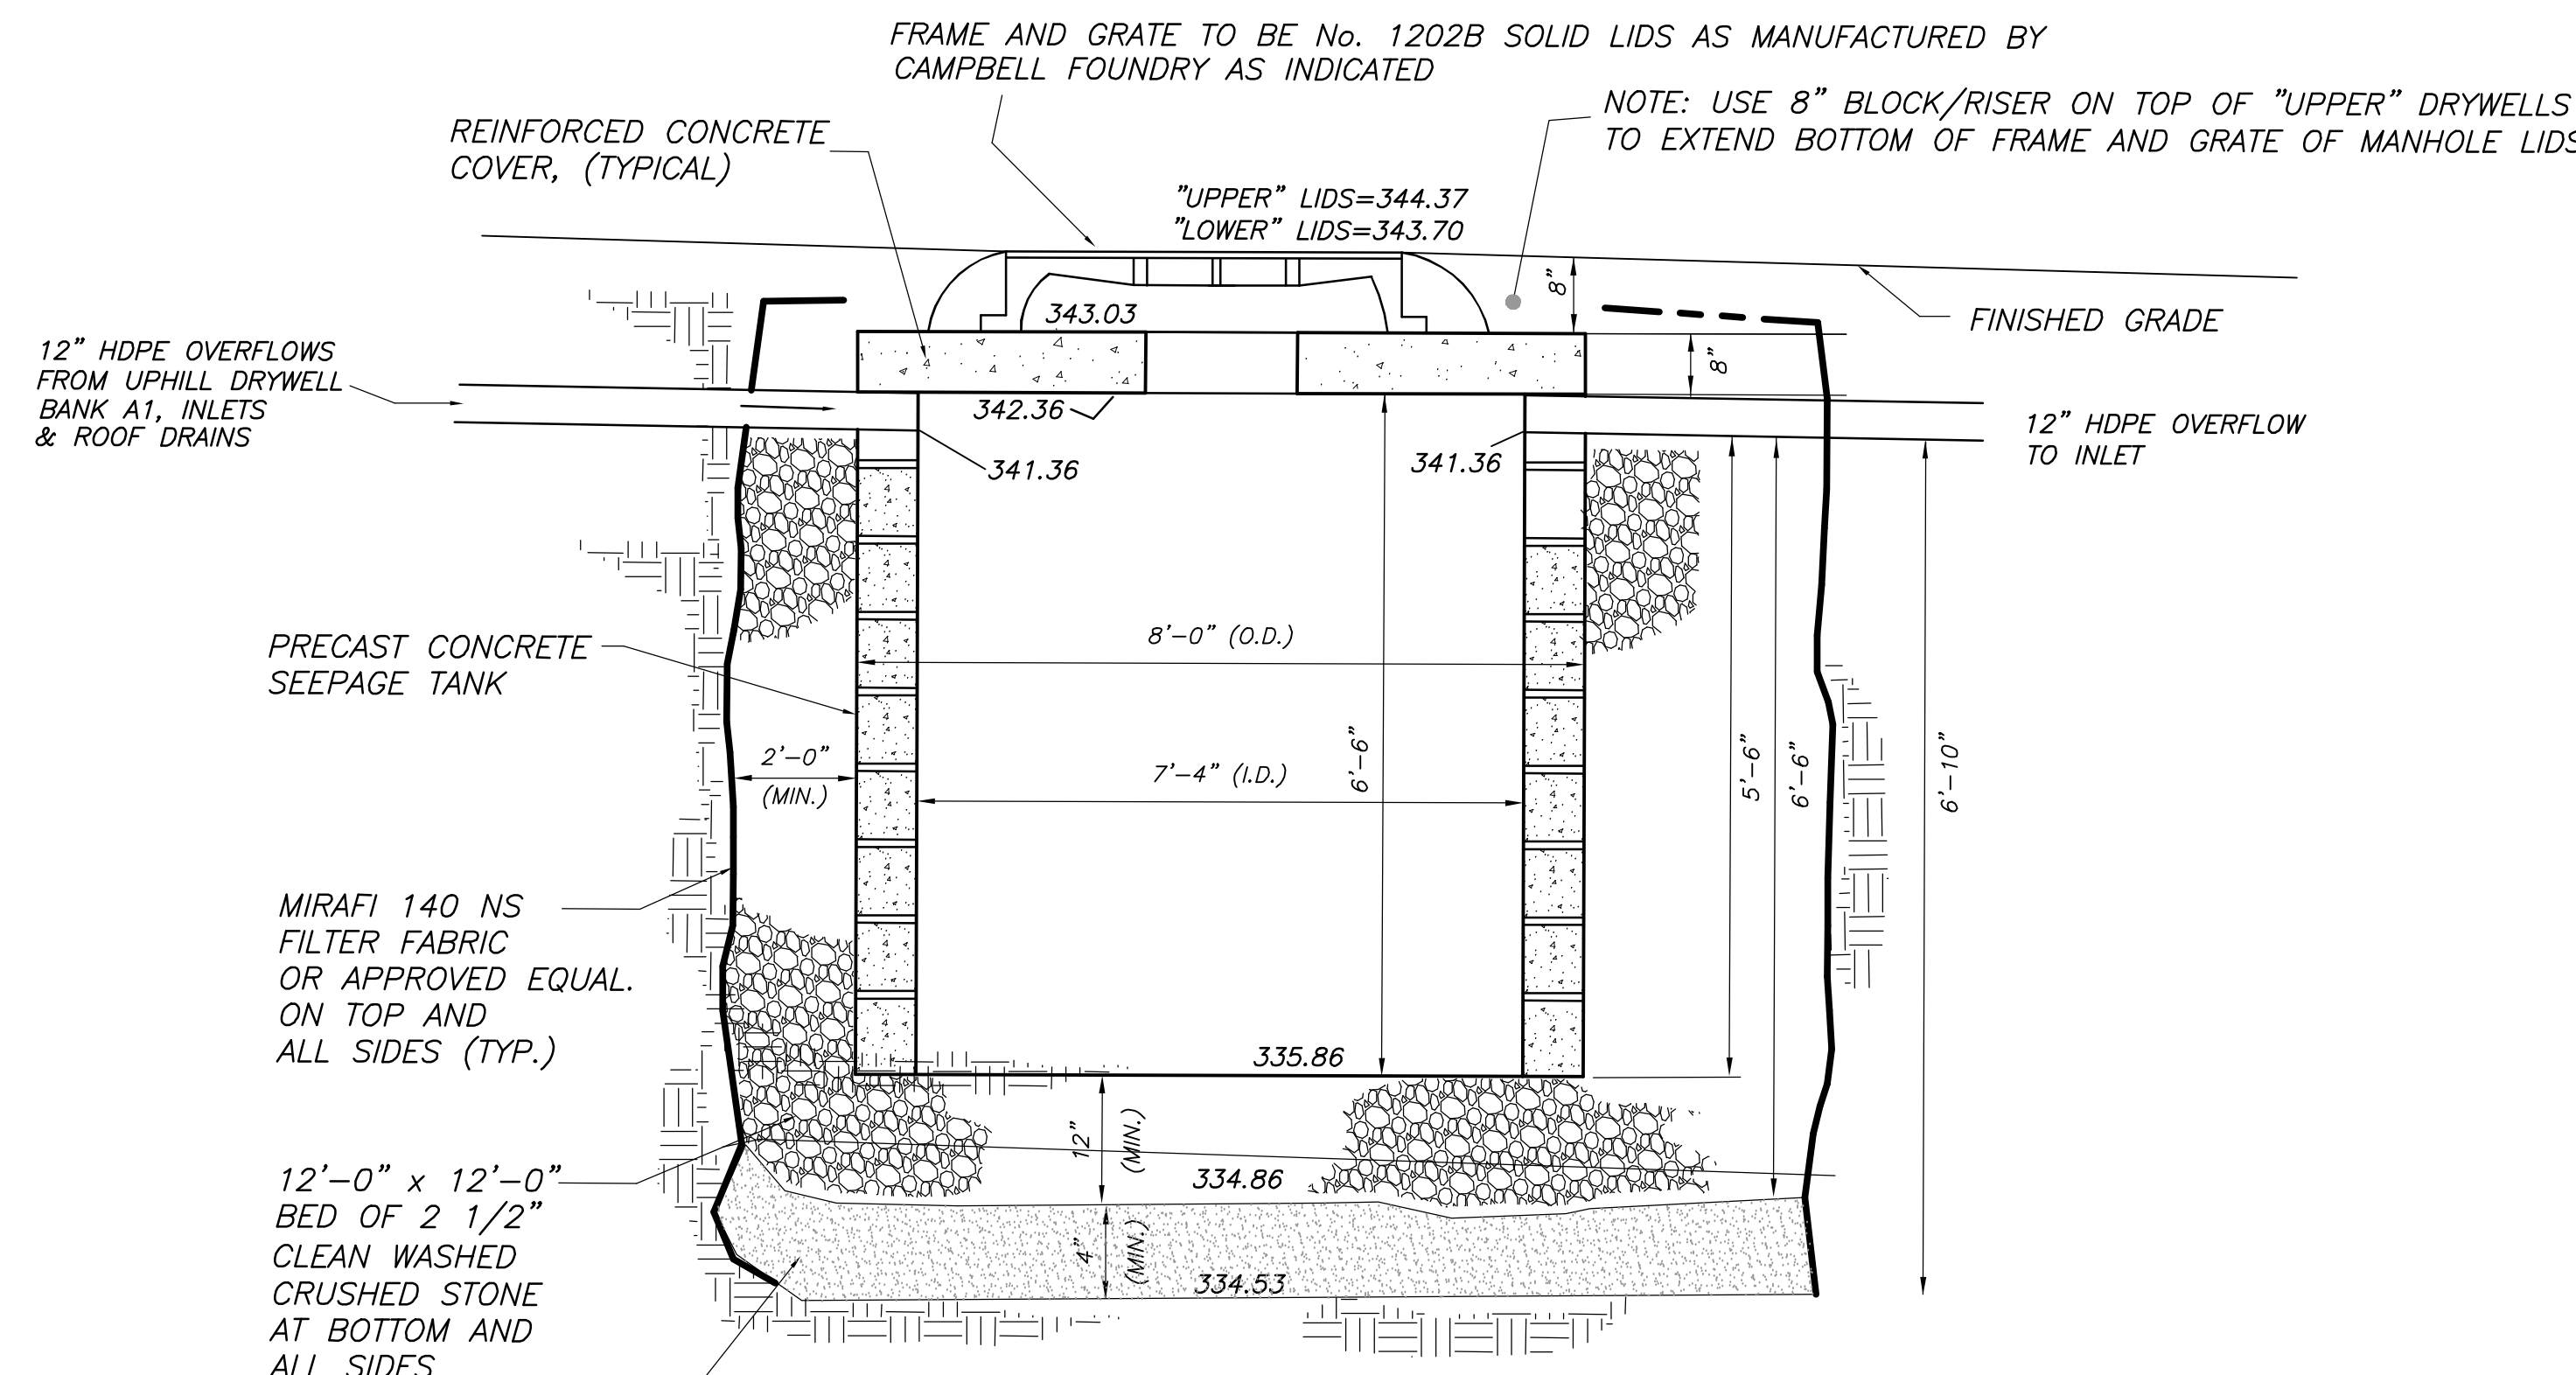 FRAME AND GRATE TO BE No. 1202B SOLID LIDS AS MANUFACTURED BY
CAMPBELL FOUNDRY AS INDICATED
NOTE: USE 8" BLOCK/RISER ON TOP OF "UPPER" DRYWELLS
TO EXTEND BOTTOM OF FRAME AND GRATE OF MANHOLE LIDS
REINFORCED CONCRETE
COVER, (TYPICAL)
"UPPER" LIDS=344.37
"LOWER" LIDS=343.70
8"
343.03
FINISHED GRADE
8"
12" HDPE OVERFLOWS
FROM UPHILL DRYWELL
BANK A1, INLETS
& ROOF DRAINS
342.36
341.36
341.36
12" HDPE OVERFLOW
TO INLET
8'-0" (O.D.)
PRECAST CONCRETE
SEEPAGE TANK
2'-0"
(MIN.)
7'-4" (I.D.)
6'-6"
5'-6"
6'-6"
6'-10"
MIRAFI 140 NS
FILTER FABRIC
OR APPROVED EQUAL.
ON TOP AND
ALL SIDES (TYP.)
335.86
12"
(MIN.)
334.86
12'-0" x 12'-0"
BED OF 2 1/2"
CLEAN WASHED
CRUSHED STONE
AT BOTTOM AND
ALL SIDES
4"
(MIN.)
334.53